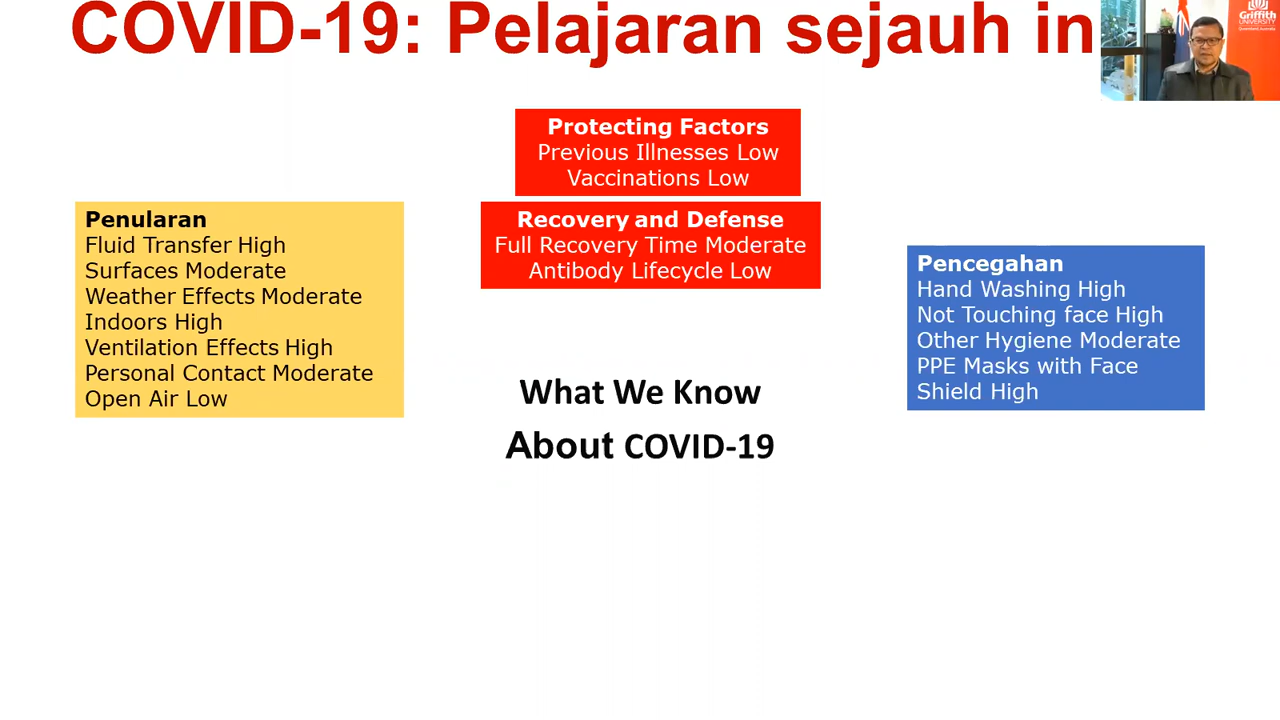 COVID-19: Pelajaran sejauh in
Griffith
UNIVERSITY
Queensland, Australia
Protecting Factors
Previous Illnesses Low
Vaccinations Low
Penularan
Fluid Transfer High
Surfaces Moderate
Weather Effects Moderate
Indoors High
Ventilation Effects High
Personal Contact Moderate
Open Air Low
Recovery and Defense
Full Recovery Time Moderate
Antibody Lifecycle Low
Pencegahan
Hand Washing High
Not Touching face High
Other Hygiene Moderate
PPE Masks with Face
Shield High
What We Know
About COVID-19